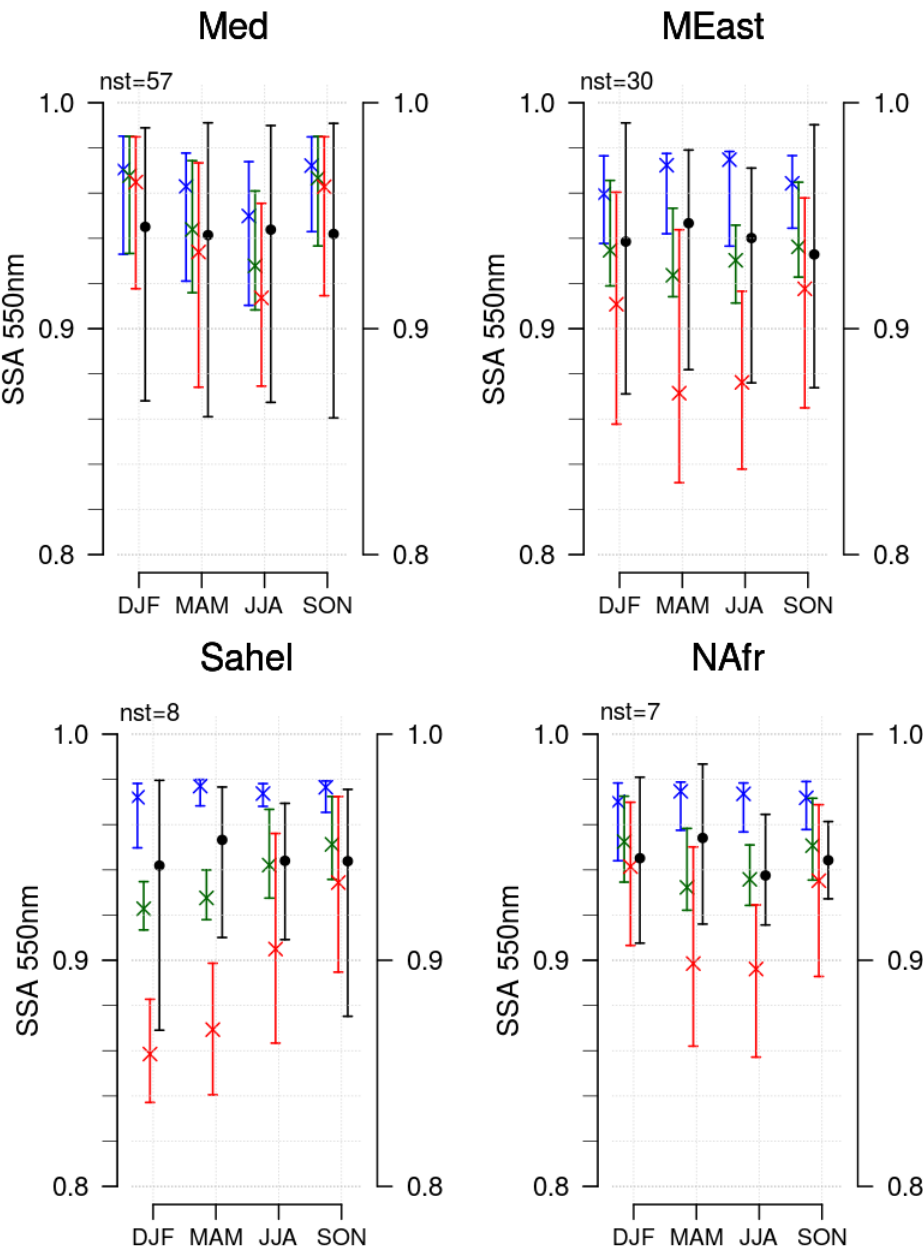 Med
nst=57
1.0
0.9
0.8
SSA 550nm
1.0
0.9
0.8
DJF MAM JJA SON
MEast
nst=30
1.0
0.9
0.8
SSA 550nm
1.0
0.9
0.8
DJF MAM JJA SON
Sahel
nst=8
1.0
0.9
0.8
SSA 550nm
1.0
0.9
0.8
DJF MAM JJA SON
NAfr
nst=7
1.0
0.9
0.8
SSA 550nm
1.0
0.9
0.8
DJF MAM JJA SON